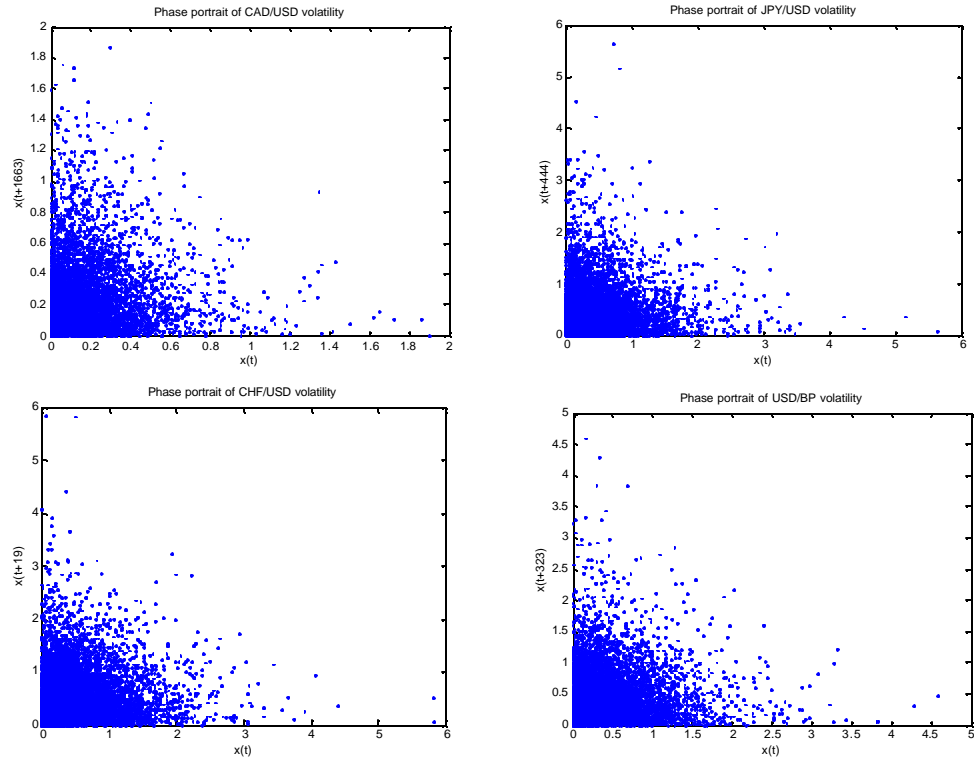 Phase portrait of CAD/USD volatility
2
1.8
1.6
1.4
1.2
1
0.8
0.6
0.4
0.2
0
x(t+1663)
0 0.2 0.4 0.6 0.8 1 1.2 1.4 1.6 1.8 2
x(t)
Phase portrait of JPY/USD volatility
6
5
4
3
2
1
0
x(t+444)
0 1 2 3 4 5 6
x(t)
Phase portrait of CHF/USD volatility
6
5
4
3
2
1
0
x(t+19)
0 1 2 3 4 5 6
x(t)
Phase portrait of USD/BP volatility
5
4.5
4
3.5
3
2.5
2
1.5
1
0.5
0
x(t+323)
0 0.5 1 1.5 2 2.5 3 3.5 4 4.5 5
x(t)